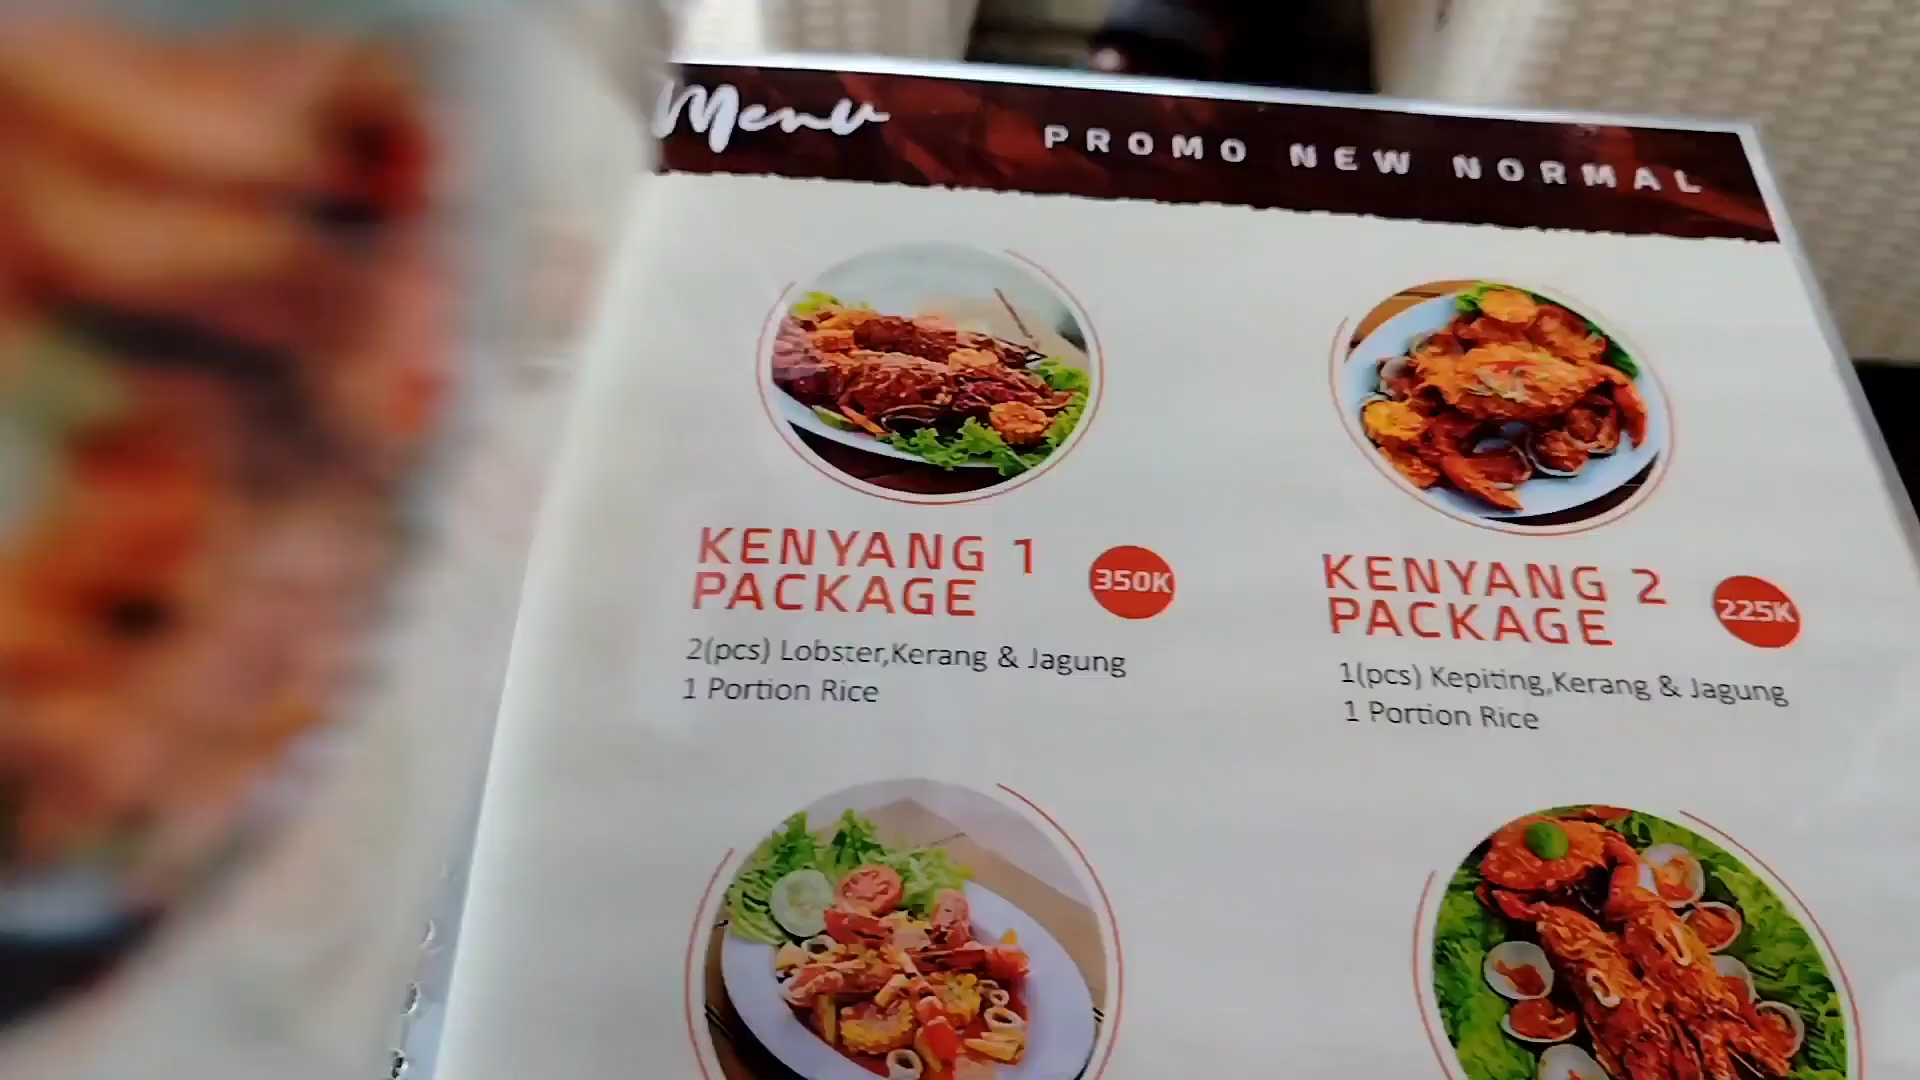 Menu
PROMO NEW NORMAL
KENYANG 1
PACKAGE
350K
2(pcs) Lobster,Kerang & Jagung
1 Portion Rice
KENYANG 2
PACKAGE
225K
1(pcs) Kepiting,Kerang & Jagung
1 Portion Rice